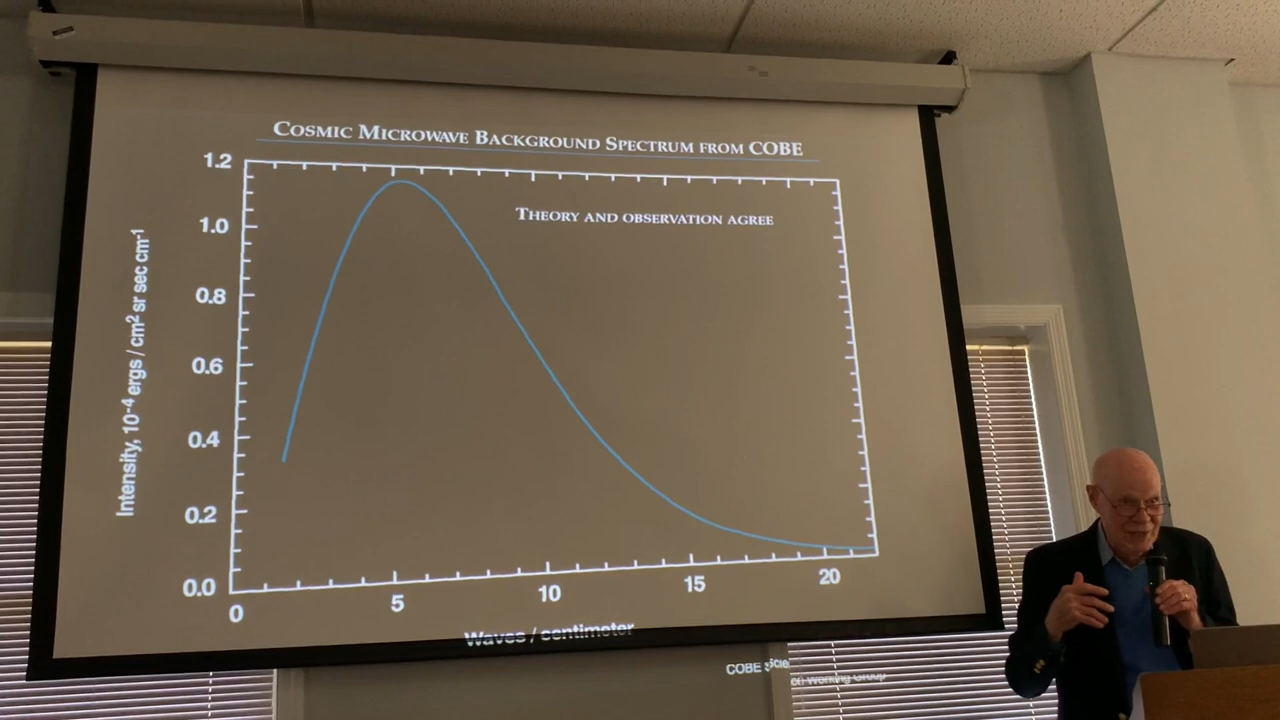 COSMIC MICROWAVE BACKGROUND SPECTRUM FROM COBE
THEORY AND OBSERVATION AGREE
Intensity, 10⁻⁴ ergs / cm² sr sec cm⁻¹
1.2
1.0
0.8
0.6
0.4
0.2
0.0
0 5 10 15 20
Waves / centimeter
COBE
Working Group